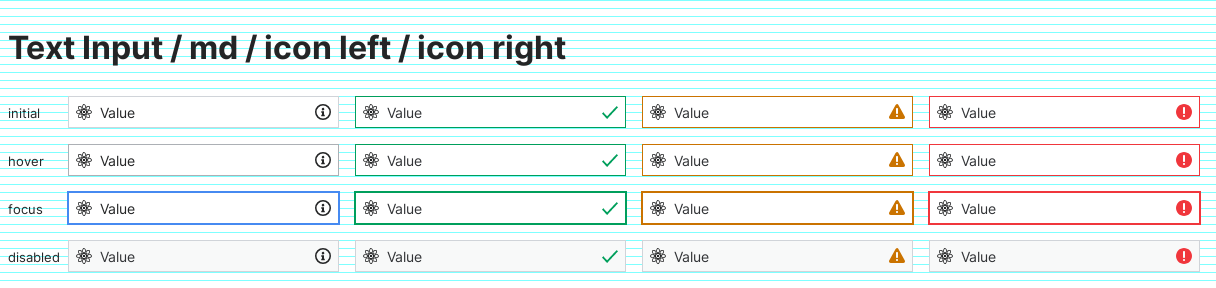 Text Input / md / icon left / icon right
initial Value Value Value Value
hover Value Value Value Value
focus Value Value Value Value
disabled Value Value Value Value